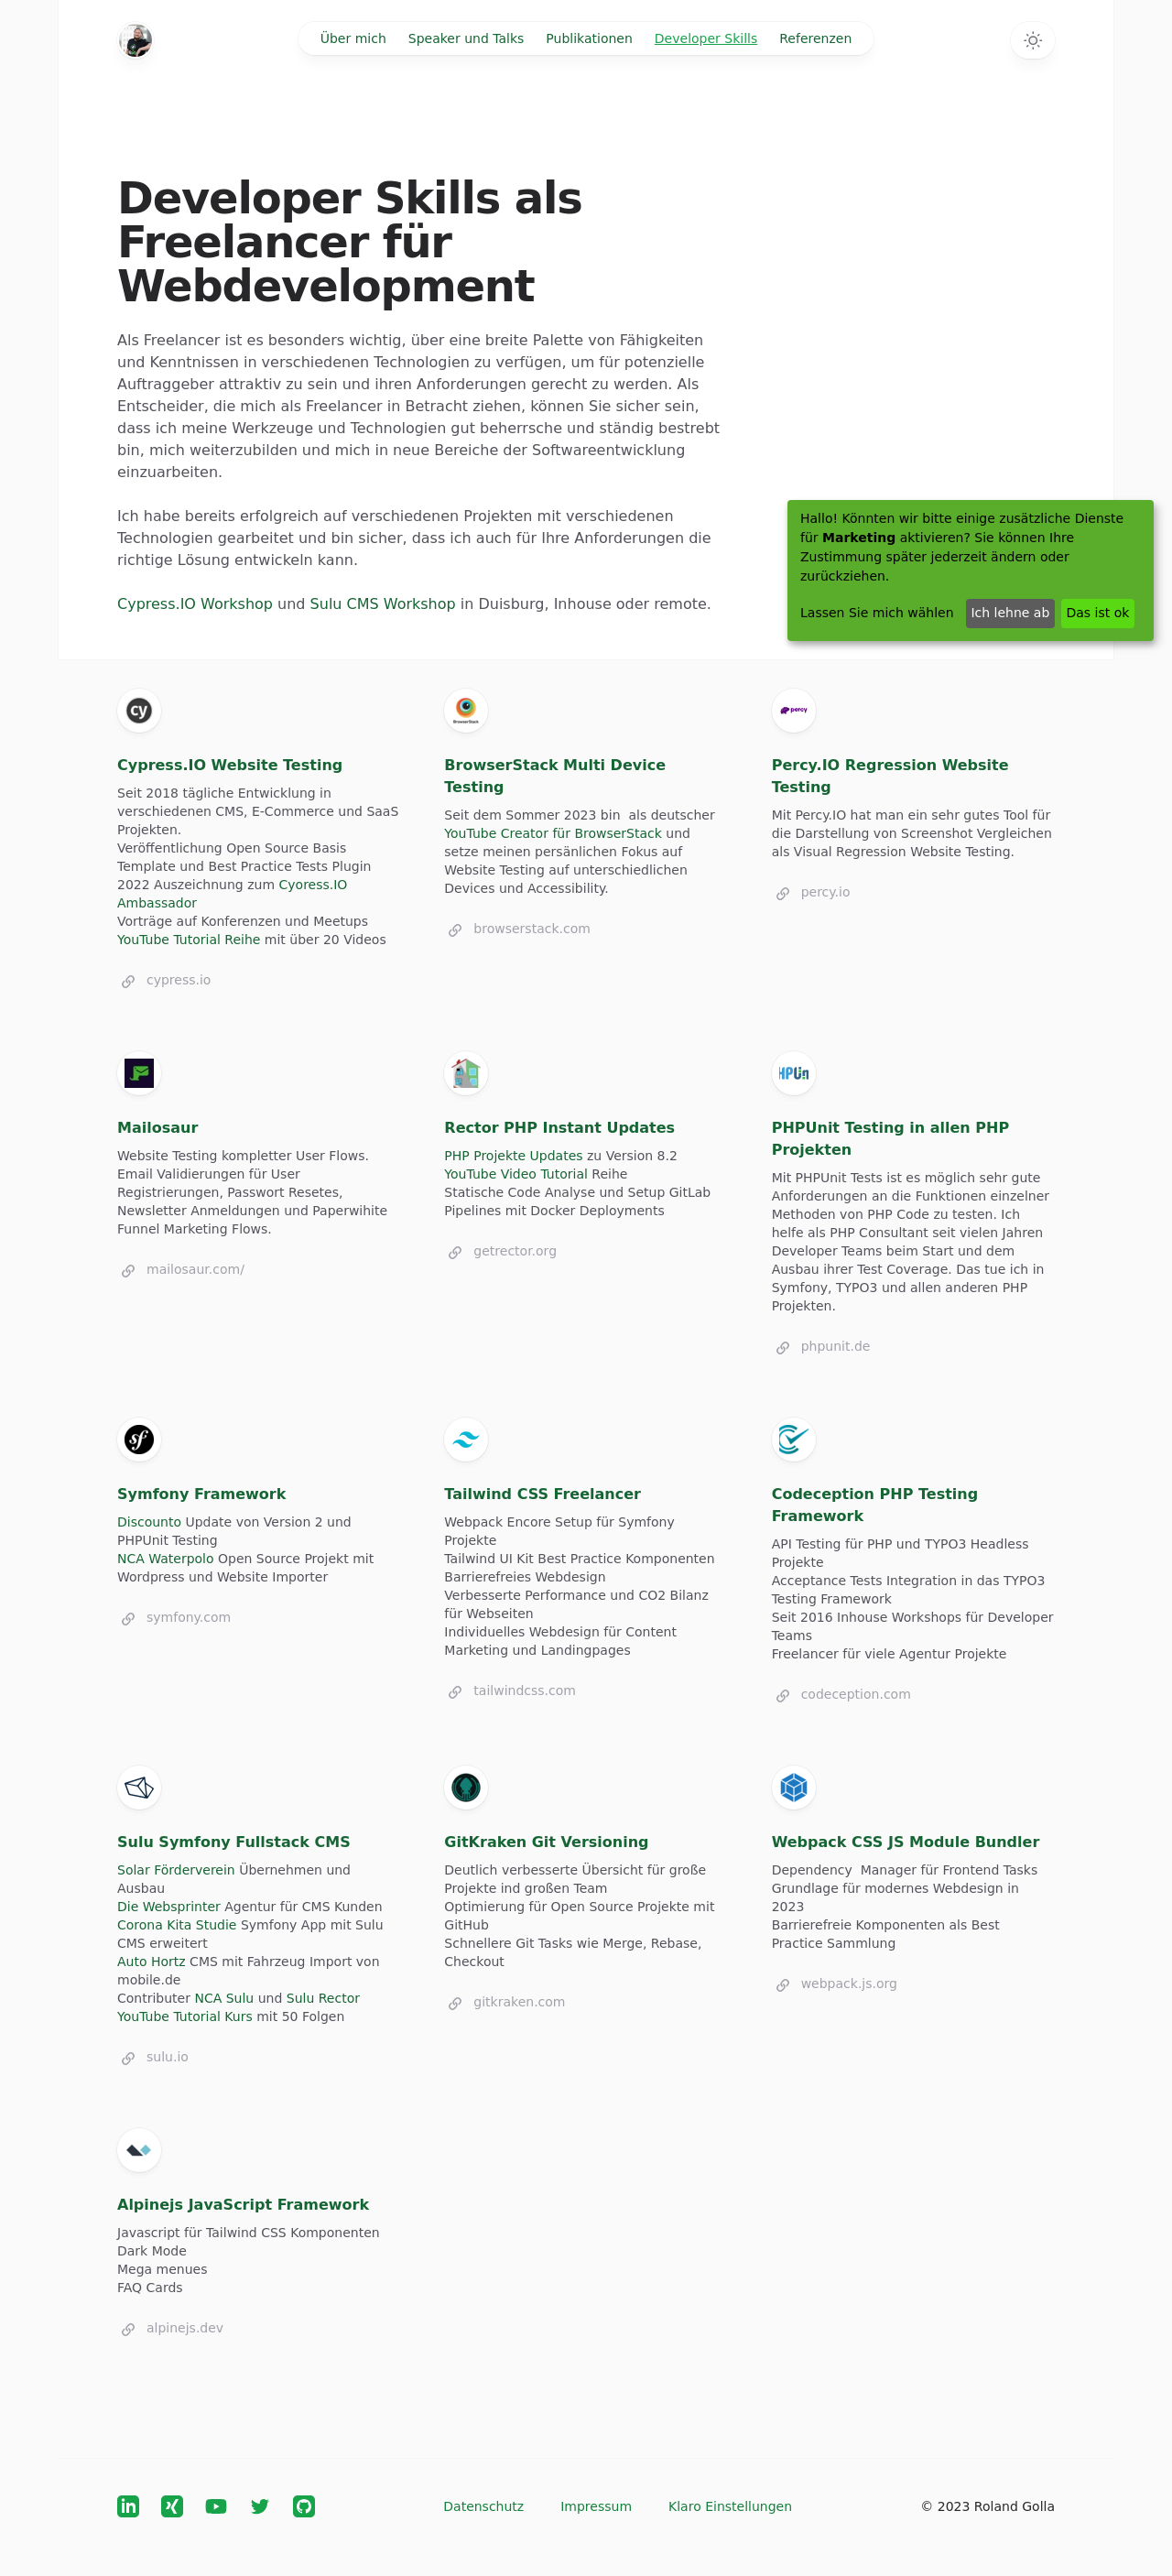 Über mich Speaker und Talks Publikationen Developer Skills Referenzen
Developer Skills als
Freelancer für
Webdevelopment
Als Freelancer ist es besonders wichtig, über eine breite Palette von Fähigkeiten
und Kenntnissen in verschiedenen Technologien zu verfügen, um für potenzielle
Auftraggeber attraktiv zu sein und ihren Anforderungen gerecht zu werden. Als
Entscheider, die mich als Freelancer in Betracht ziehen, können Sie sicher sein,
dass ich meine Werkzeuge und Technologien gut beherrsche und ständig bestrebt
bin, mich weiterzubilden und mich in neue Bereiche der Softwareentwicklung
einzuarbeiten.
Ich habe bereits erfolgreich auf verschiedenen Projekten mit verschiedenen
Technologien gearbeitet und bin sicher, dass ich auch für Ihre Anforderungen die
richtige Lösung entwickeln kann.
Cypress.IO Workshop und Sulu CMS Workshop in Duisburg, Inhouse oder remote.
Hallo! Könnten wir bitte einige zusätzliche Dienste
für Marketing aktivieren? Sie können Ihre
Zustimmung später jederzeit ändern oder
zurückziehen.
Lassen Sie mich wählen Ich lehne ab Das ist ok
cy
Cypress.IO Website Testing
Seit 2018 tägliche Entwicklung in
verschiedenen CMS, E-Commerce und SaaS
Projekten.
Veröffentlichung Open Source Basis
Template und Best Practice Tests Plugin
2022 Auszeichnung zum Cyoress.IO
Ambassador
Vorträge auf Konferenzen und Meetups
YouTube Tutorial Reihe mit über 20 Videos
cypress.io
BrowserStack
BrowserStack Multi Device
Testing
Seit dem Sommer 2023 bin  als deutscher
YouTube Creator für BrowserStack und
setze meinen persönlichen Fokus auf
Website Testing auf unterschiedlichen
Devices und Accessibility.
browserstack.com
percy
Percy.IO Regression Website
Testing
Mit Percy.IO hat man ein sehr gutes Tool für
die Darstellung von Screenshot Vergleichen
als Visual Regression Website Testing.
percy.io
Mailosaur
Website Testing kompletter User Flows.
Email Validierungen für User
Registrierungen, Passwort Resetes,
Newsletter Anmeldungen und Paperwihite
Funnel Marketing Flows.
mailosaur.com/
Rector PHP Instant Updates
PHP Projekte Updates zu Version 8.2
YouTube Video Tutorial Reihe
Statische Code Analyse und Setup GitLab
Pipelines mit Docker Deployments
getrector.org
HPUn
PHPUnit Testing in allen PHP
Projekten
Mit PHPUnit Tests ist es möglich sehr gute
Anforderungen an die Funktionen einzelner
Methoden von PHP Code zu testen. Ich
helfe als PHP Consultant seit vielen Jahren
Developer Teams beim Start und dem
Ausbau ihrer Test Coverage. Das tue ich in
Symfony, TYPO3 und allen anderen PHP
Projekten.
phpunit.de
sf
Symfony Framework
Discounto Update von Version 2 und
PHPUnit Testing
NCA Waterpolo Open Source Projekt mit
Wordpress und Website Importer
symfony.com
Tailwind CSS Freelancer
Webpack Encore Setup für Symfony
Projekte
Tailwind UI Kit Best Practice Komponenten
Barrierefreies Webdesign
Verbesserte Performance und CO2 Bilanz
für Webseiten
Individuelles Webdesign für Content
Marketing und Landingpages
tailwindcss.com
Codeception PHP Testing
Framework
API Testing für PHP und TYPO3 Headless
Projekte
Acceptance Tests Integration in das TYPO3
Testing Framework
Seit 2016 Inhouse Workshops für Developer
Teams
Freelancer für viele Agentur Projekte
codeception.com
Sulu Symfony Fullstack CMS
Solar Förderverein Übernehmen und
Ausbau
Die Websprinter Agentur für CMS Kunden
Corona Kita Studie Symfony App mit Sulu
CMS erweitert
Auto Hortz CMS mit Fahrzeug Import von
mobile.de
Contributer NCA Sulu und Sulu Rector
YouTube Tutorial Kurs mit 50 Folgen
sulu.io
GitKraken Git Versioning
Deutlich verbesserte Übersicht für große
Projekte ind großen Team
Optimierung für Open Source Projekte mit
GitHub
Schnellere Git Tasks wie Merge, Rebase,
Checkout
gitkraken.com
Webpack CSS JS Module Bundler
Dependency  Manager für Frontend Tasks
Grundlage für modernes Webdesign in
2023
Barrierefreie Komponenten als Best
Practice Sammlung
webpack.js.org
Alpinejs JavaScript Framework
Javascript für Tailwind CSS Komponenten
Dark Mode
Mega menues
FAQ Cards
alpinejs.dev
Datenschutz Impressum Klaro Einstellungen
© 2023 Roland Golla